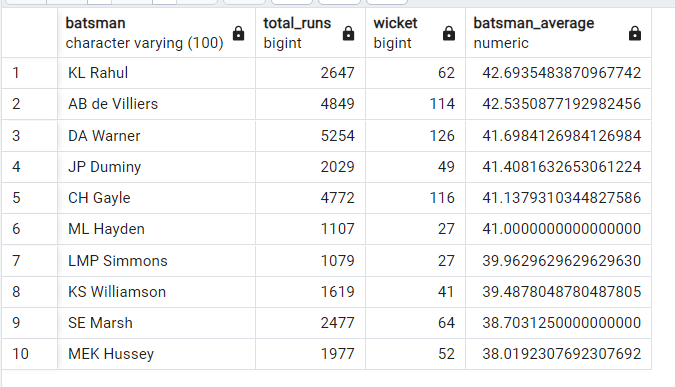 batsman total_runs wicket batsman_average
character varying (100) bigint bigint numeric
1 KL Rahul 2647 62 42.6935483870967742
2 AB de Villiers 4849 114 42.5350877192982456
3 DA Warner 5254 126 41.6984126984126984
4 JP Duminy 2029 49 41.4081632653061224
5 CH Gayle 4772 116 41.1379310344827586
6 ML Hayden 1107 27 41.0000000000000000
7 LMP Simmons 1079 27 39.9629629629629630
8 KS Williamson 1619 41 39.4878048780487805
9 SE Marsh 2477 64 38.7031250000000000
10 MEK Hussey 1977 52 38.0192307692307692